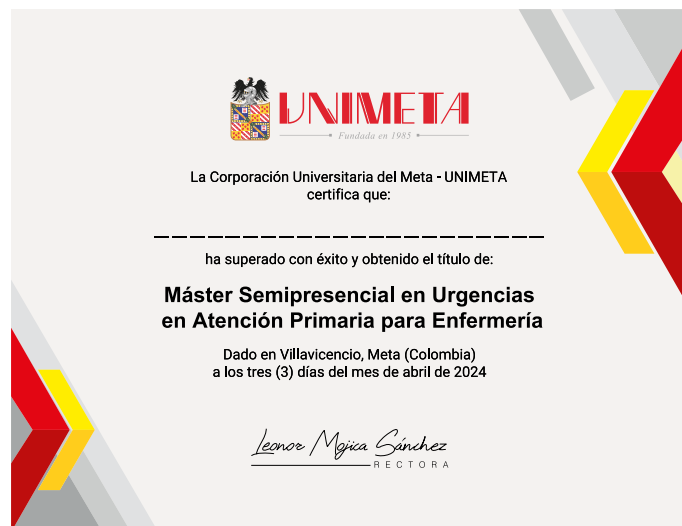 UNIMETA
Fundada en 1985
La Corporación Universitaria del Meta - UNIMETA
certifica que:
ha superado con éxito y obtenido el título de:
Máster Semipresencial en Urgencias
en Atención Primaria para Enfermería
Dado en Villavicencio, Meta (Colombia)
a los tres (3) días del mes de abril de 2024
Leonor Mojica Sánchez
RECTORA